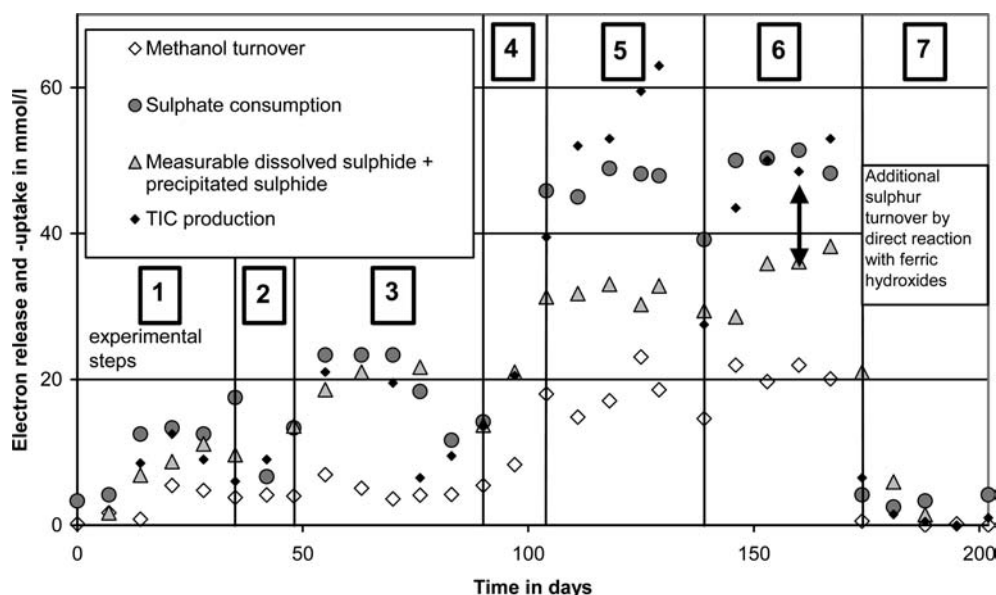 Methanol turnover
Sulphate consumption
Measurable dissolved sulphide +
precipitated sulphide
TIC production
1
2
3
4
5
6
7
experimental
steps
Additional
sulphur
turnover by
direct reaction
with ferric
hydroxides
Electron release and -uptake in mmol/l
60
40
20
0
0
50
100
150
200
Time in days